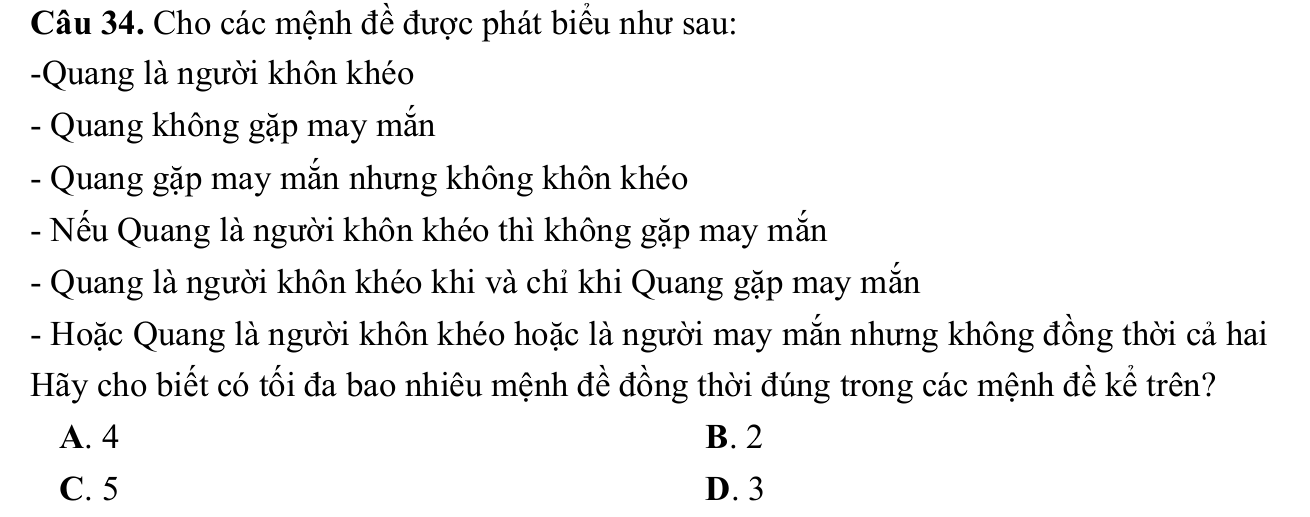 Câu 34. Cho các mệnh đề được phát biểu như sau:
-Quang là người khôn khéo
- Quang không gặp may mắn
- Quang gặp may mắn nhưng không khôn khéo
- Nếu Quang là người khôn khéo thì không gặp may mắn
- Quang là người khôn khéo khi và chỉ khi Quang gặp may mắn
- Hoặc Quang là người khôn khéo hoặc là người may mắn nhưng không đồng thời cả hai
Hãy cho biết có tối đa bao nhiêu mệnh đề đồng thời đúng trong các mệnh đề kể trên?
A. 4 B. 2
C. 5 D. 3